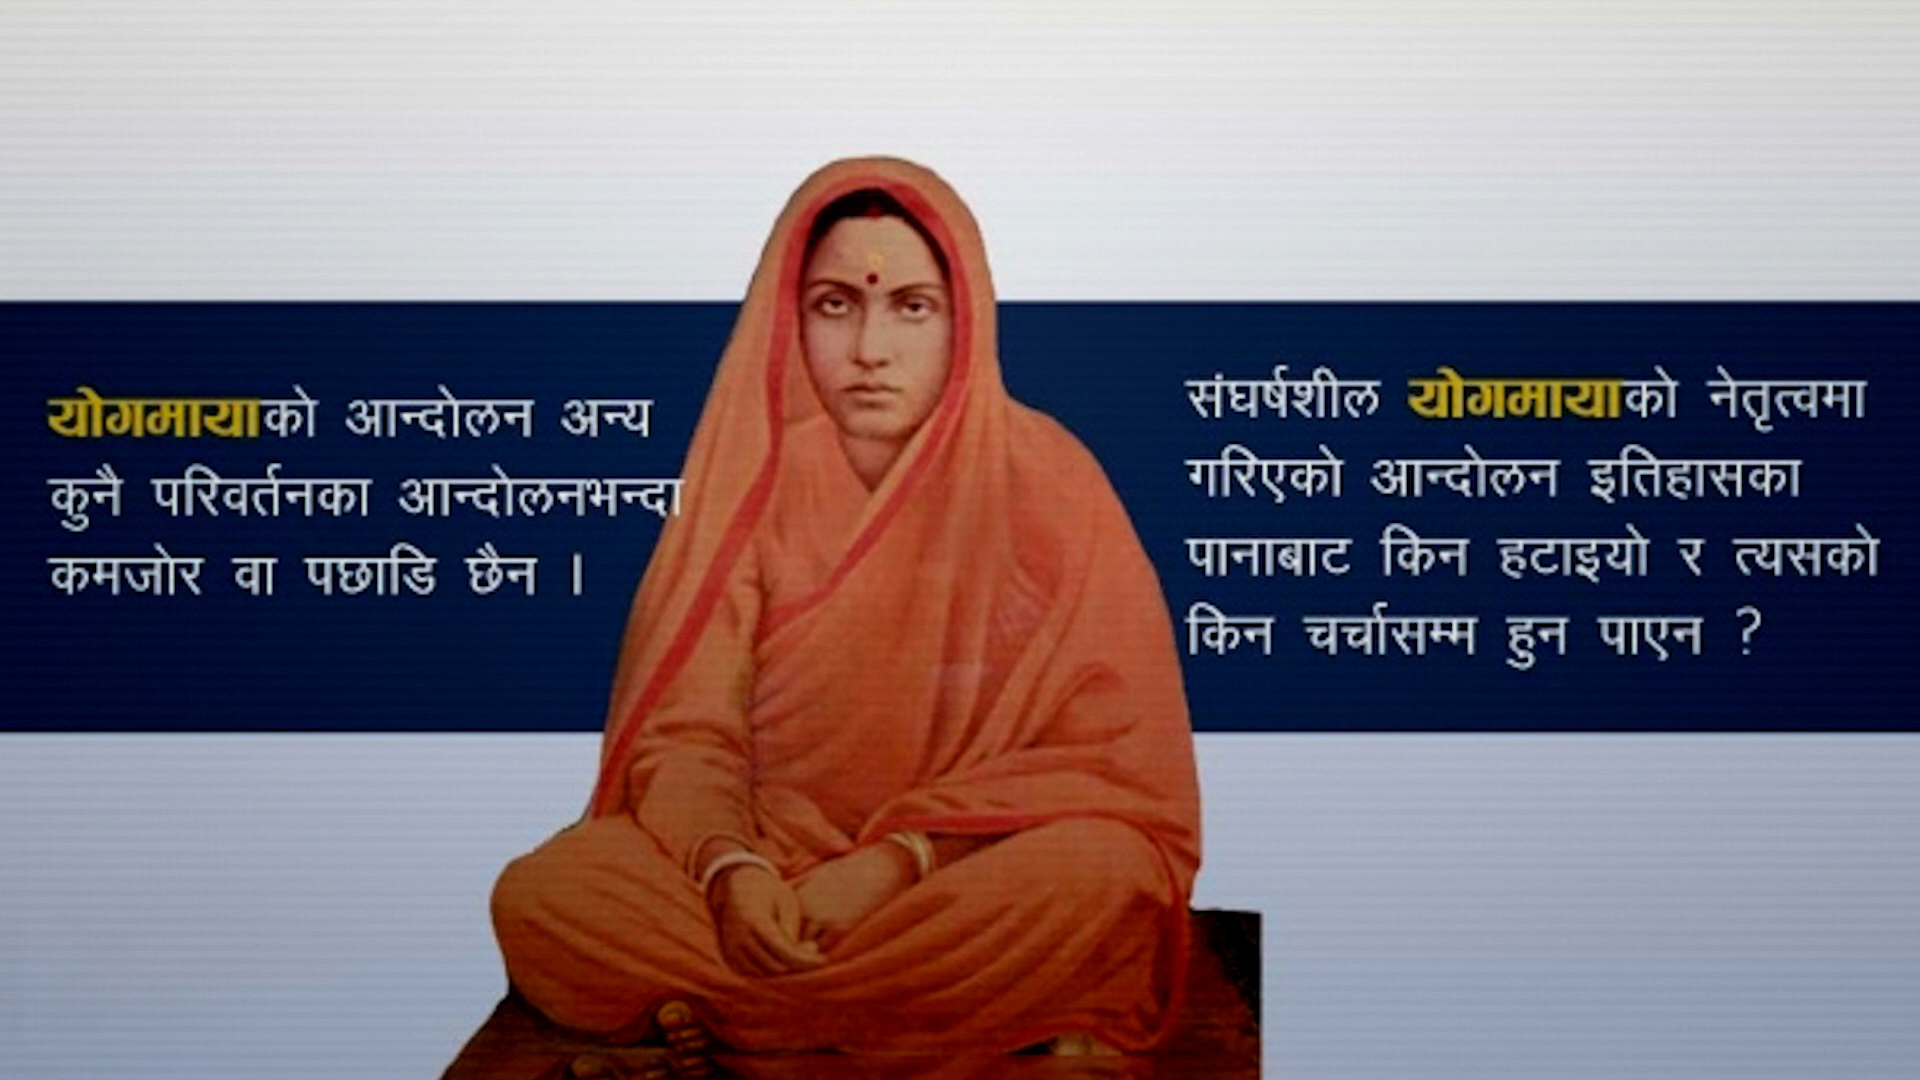 योगमायाको आन्दोलन अन्य
कुनै परिवर्तनका आन्दोलनभन्दा
कमजोर वा पछाडि छैन ।
संघर्षशील योगमायाको नेतृत्वमा
गरिएको आन्दोलन इतिहासका
पानाबाट किन हटाइयो र त्यसको
किन चर्चासम्म हुन पाएन ?